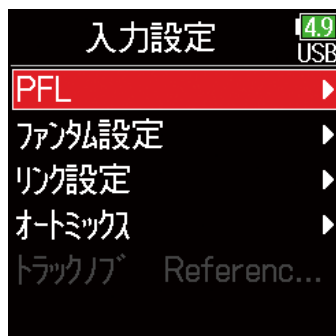 入力設定
4.9
USB
PFL
ファンタム設定
リンク設定
オートミックス
トラックノブ Referenc...